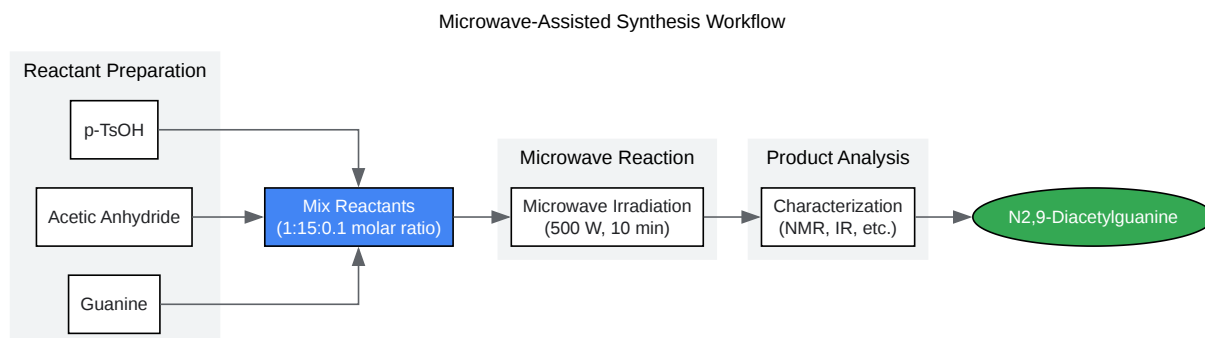 Microwave-Assisted Synthesis Workflow
Reactant Preparation
p-TsOH
Acetic Anhydride
Guanine
Mix Reactants
(1:15:0.1 molar ratio)
Microwave Reaction
Microwave Irradiation
(500 W, 10 min)
Product Analysis
Characterization
(NMR, IR, etc.)
N2,9-Diacetylguanine